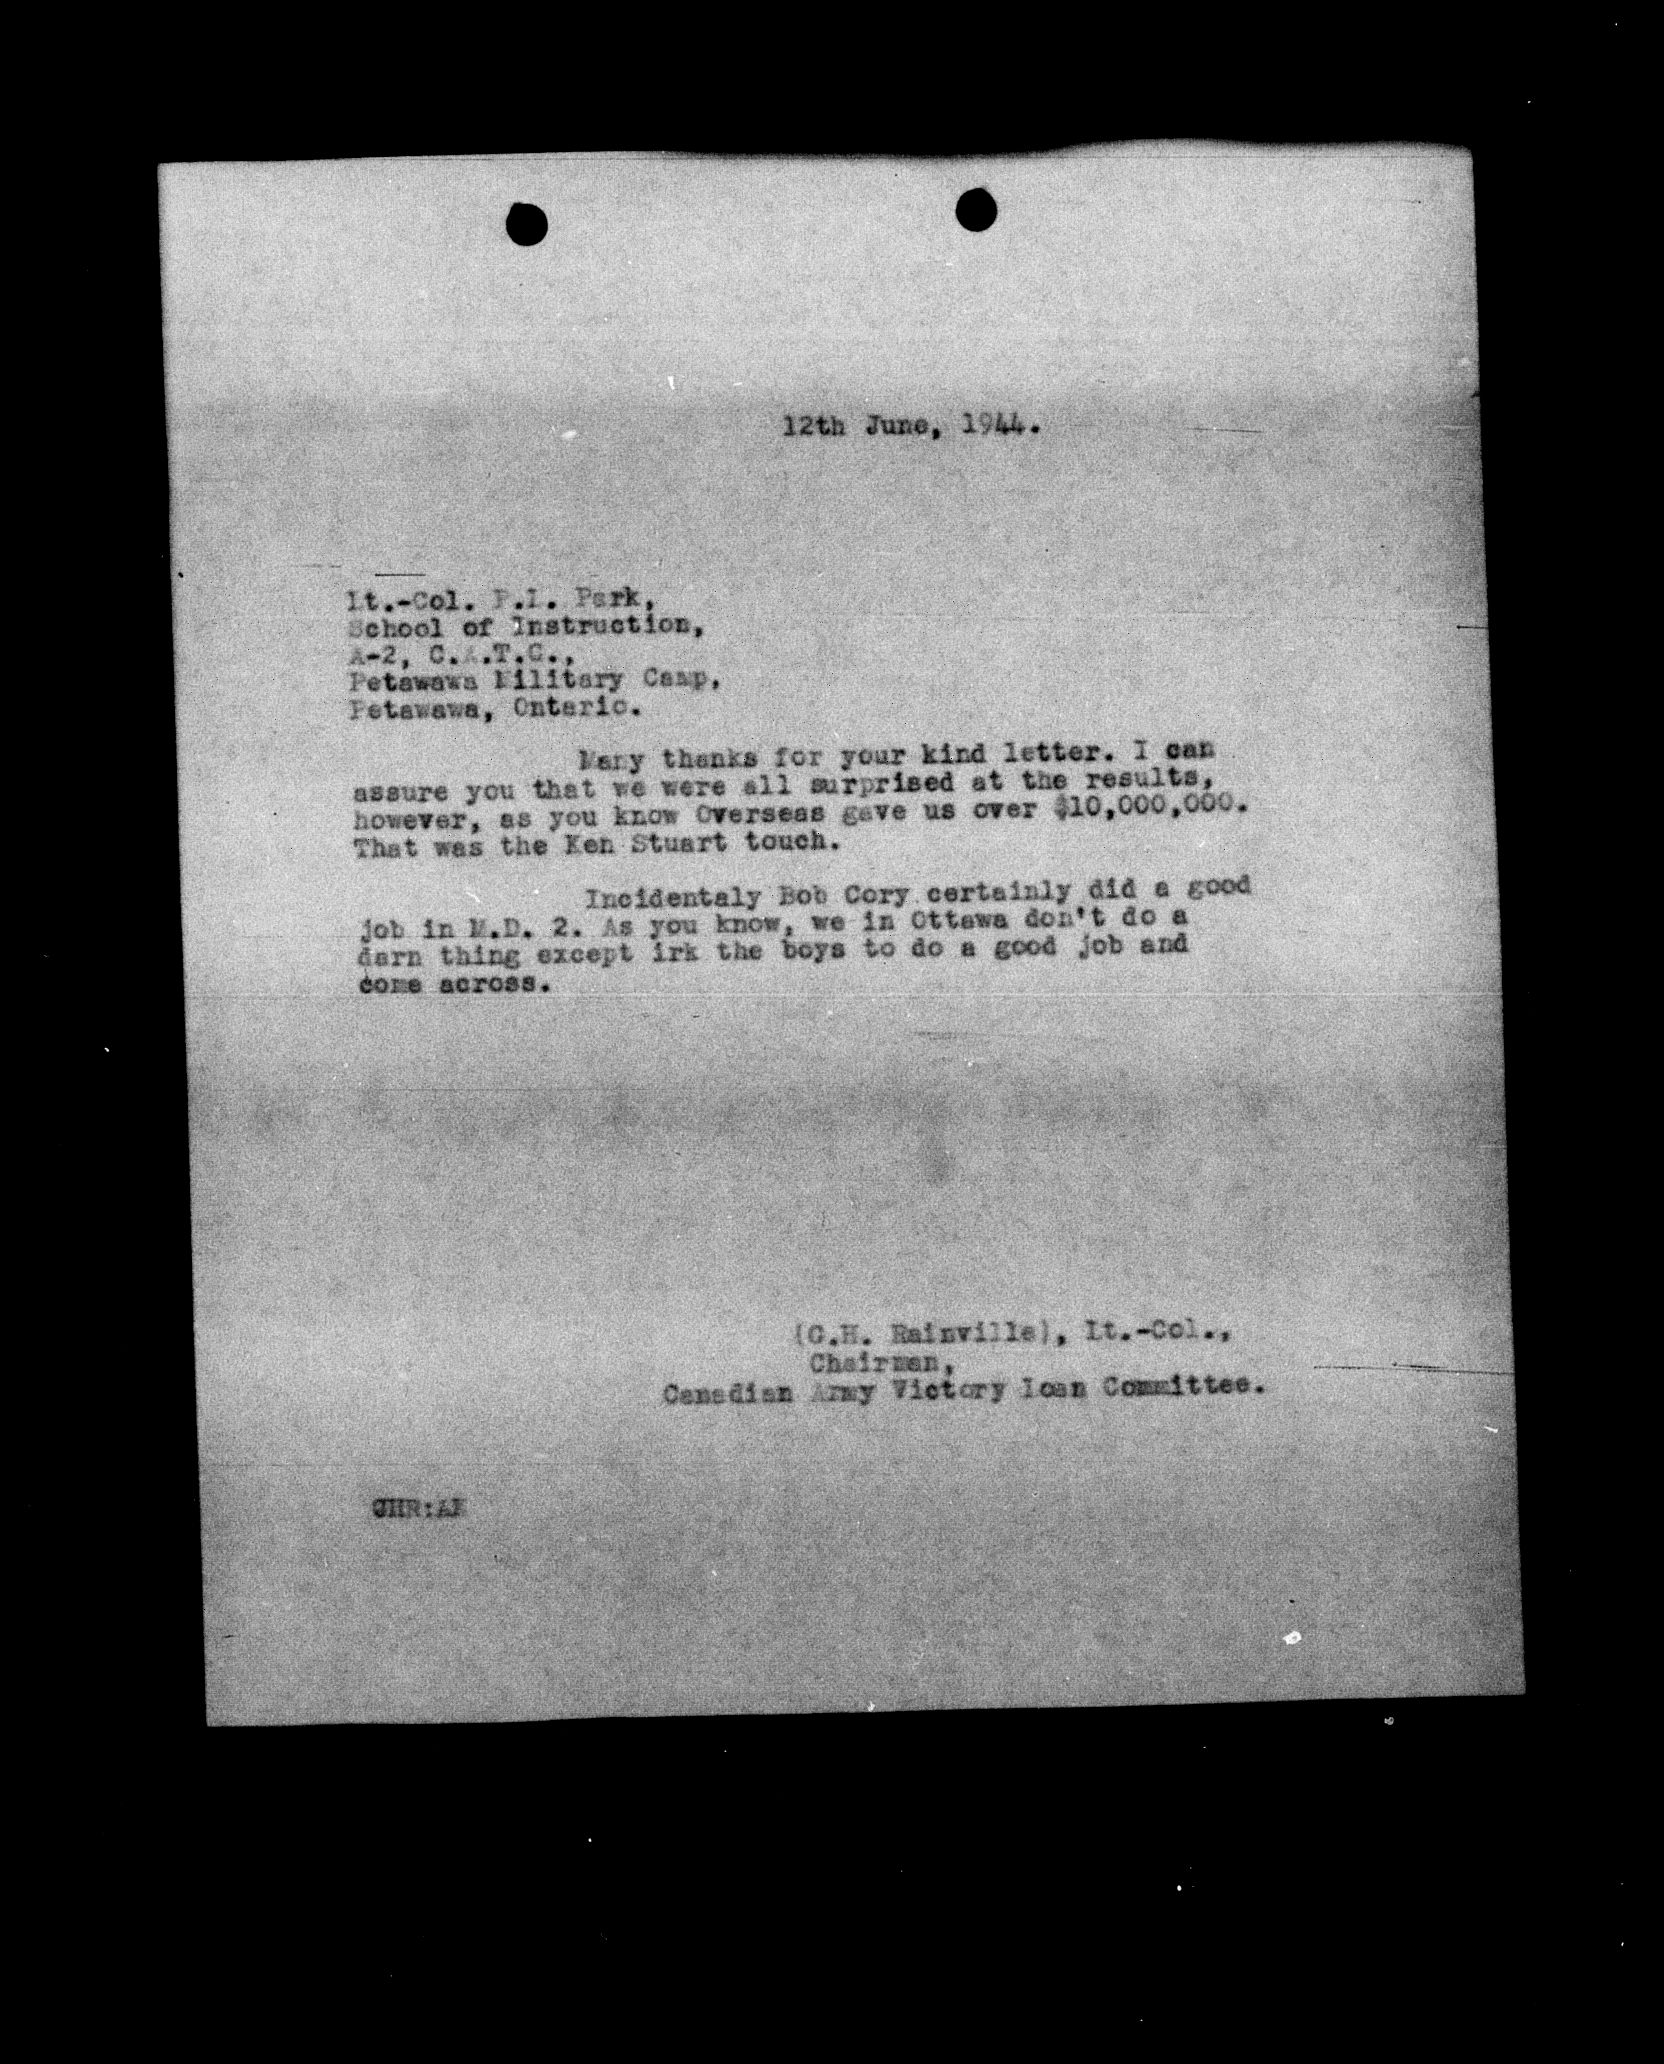 12th June, 1944.
Lt.-Col. F.I. Park,
School of Instruction,
A-2, C.A.T.C.,
Petawawa Military Camp,
Petawawa, Ontario.
Many thanks for your kind letter. I can
assure you that we were all surprised at the results,
however, as you know Overseas gave us over $10,000,000.
That was the Ken Stuart touch.
Incidentaly Bob Cory certainly did a good
job in M.D. 2. As you know, we in Ottawa don't do a
darn thing except irk the boys to do a good job and
come across.
(G.H. Rainville), Lt.-Col.,
Chairman,
Canadian Army Victory Loan Committee.